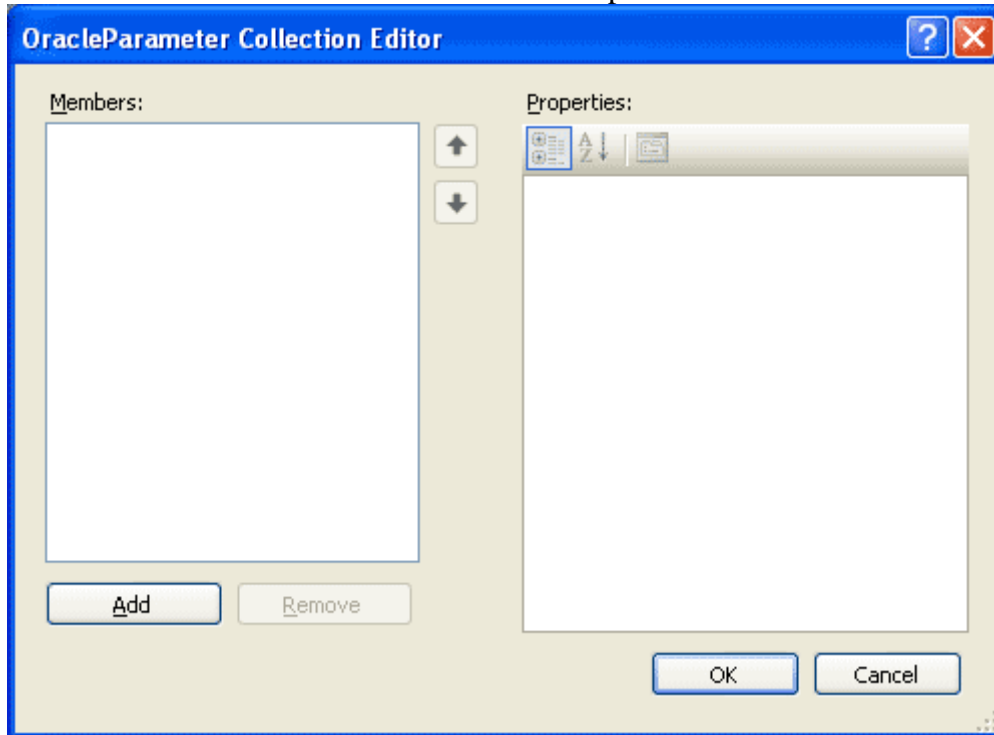 OracleParameter Collection Editor
Members:
Properties:
Add
Remove
OK
Cancel